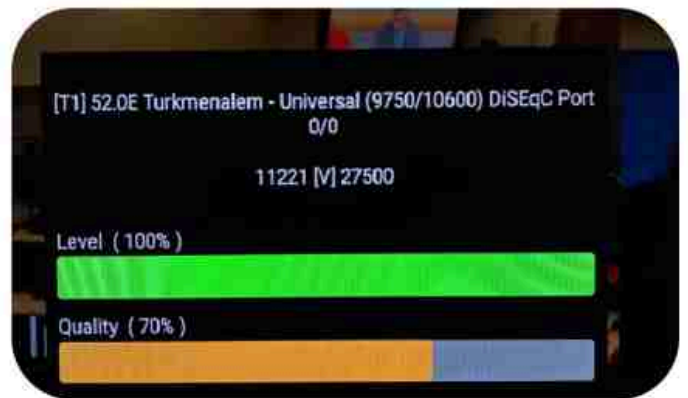 [T1] 52.0E Turkmenalem - Universal (9750/10600) DiSEqC Port
0/0
11221 [V] 27500
Level ( 100% )
Quality ( 70% )